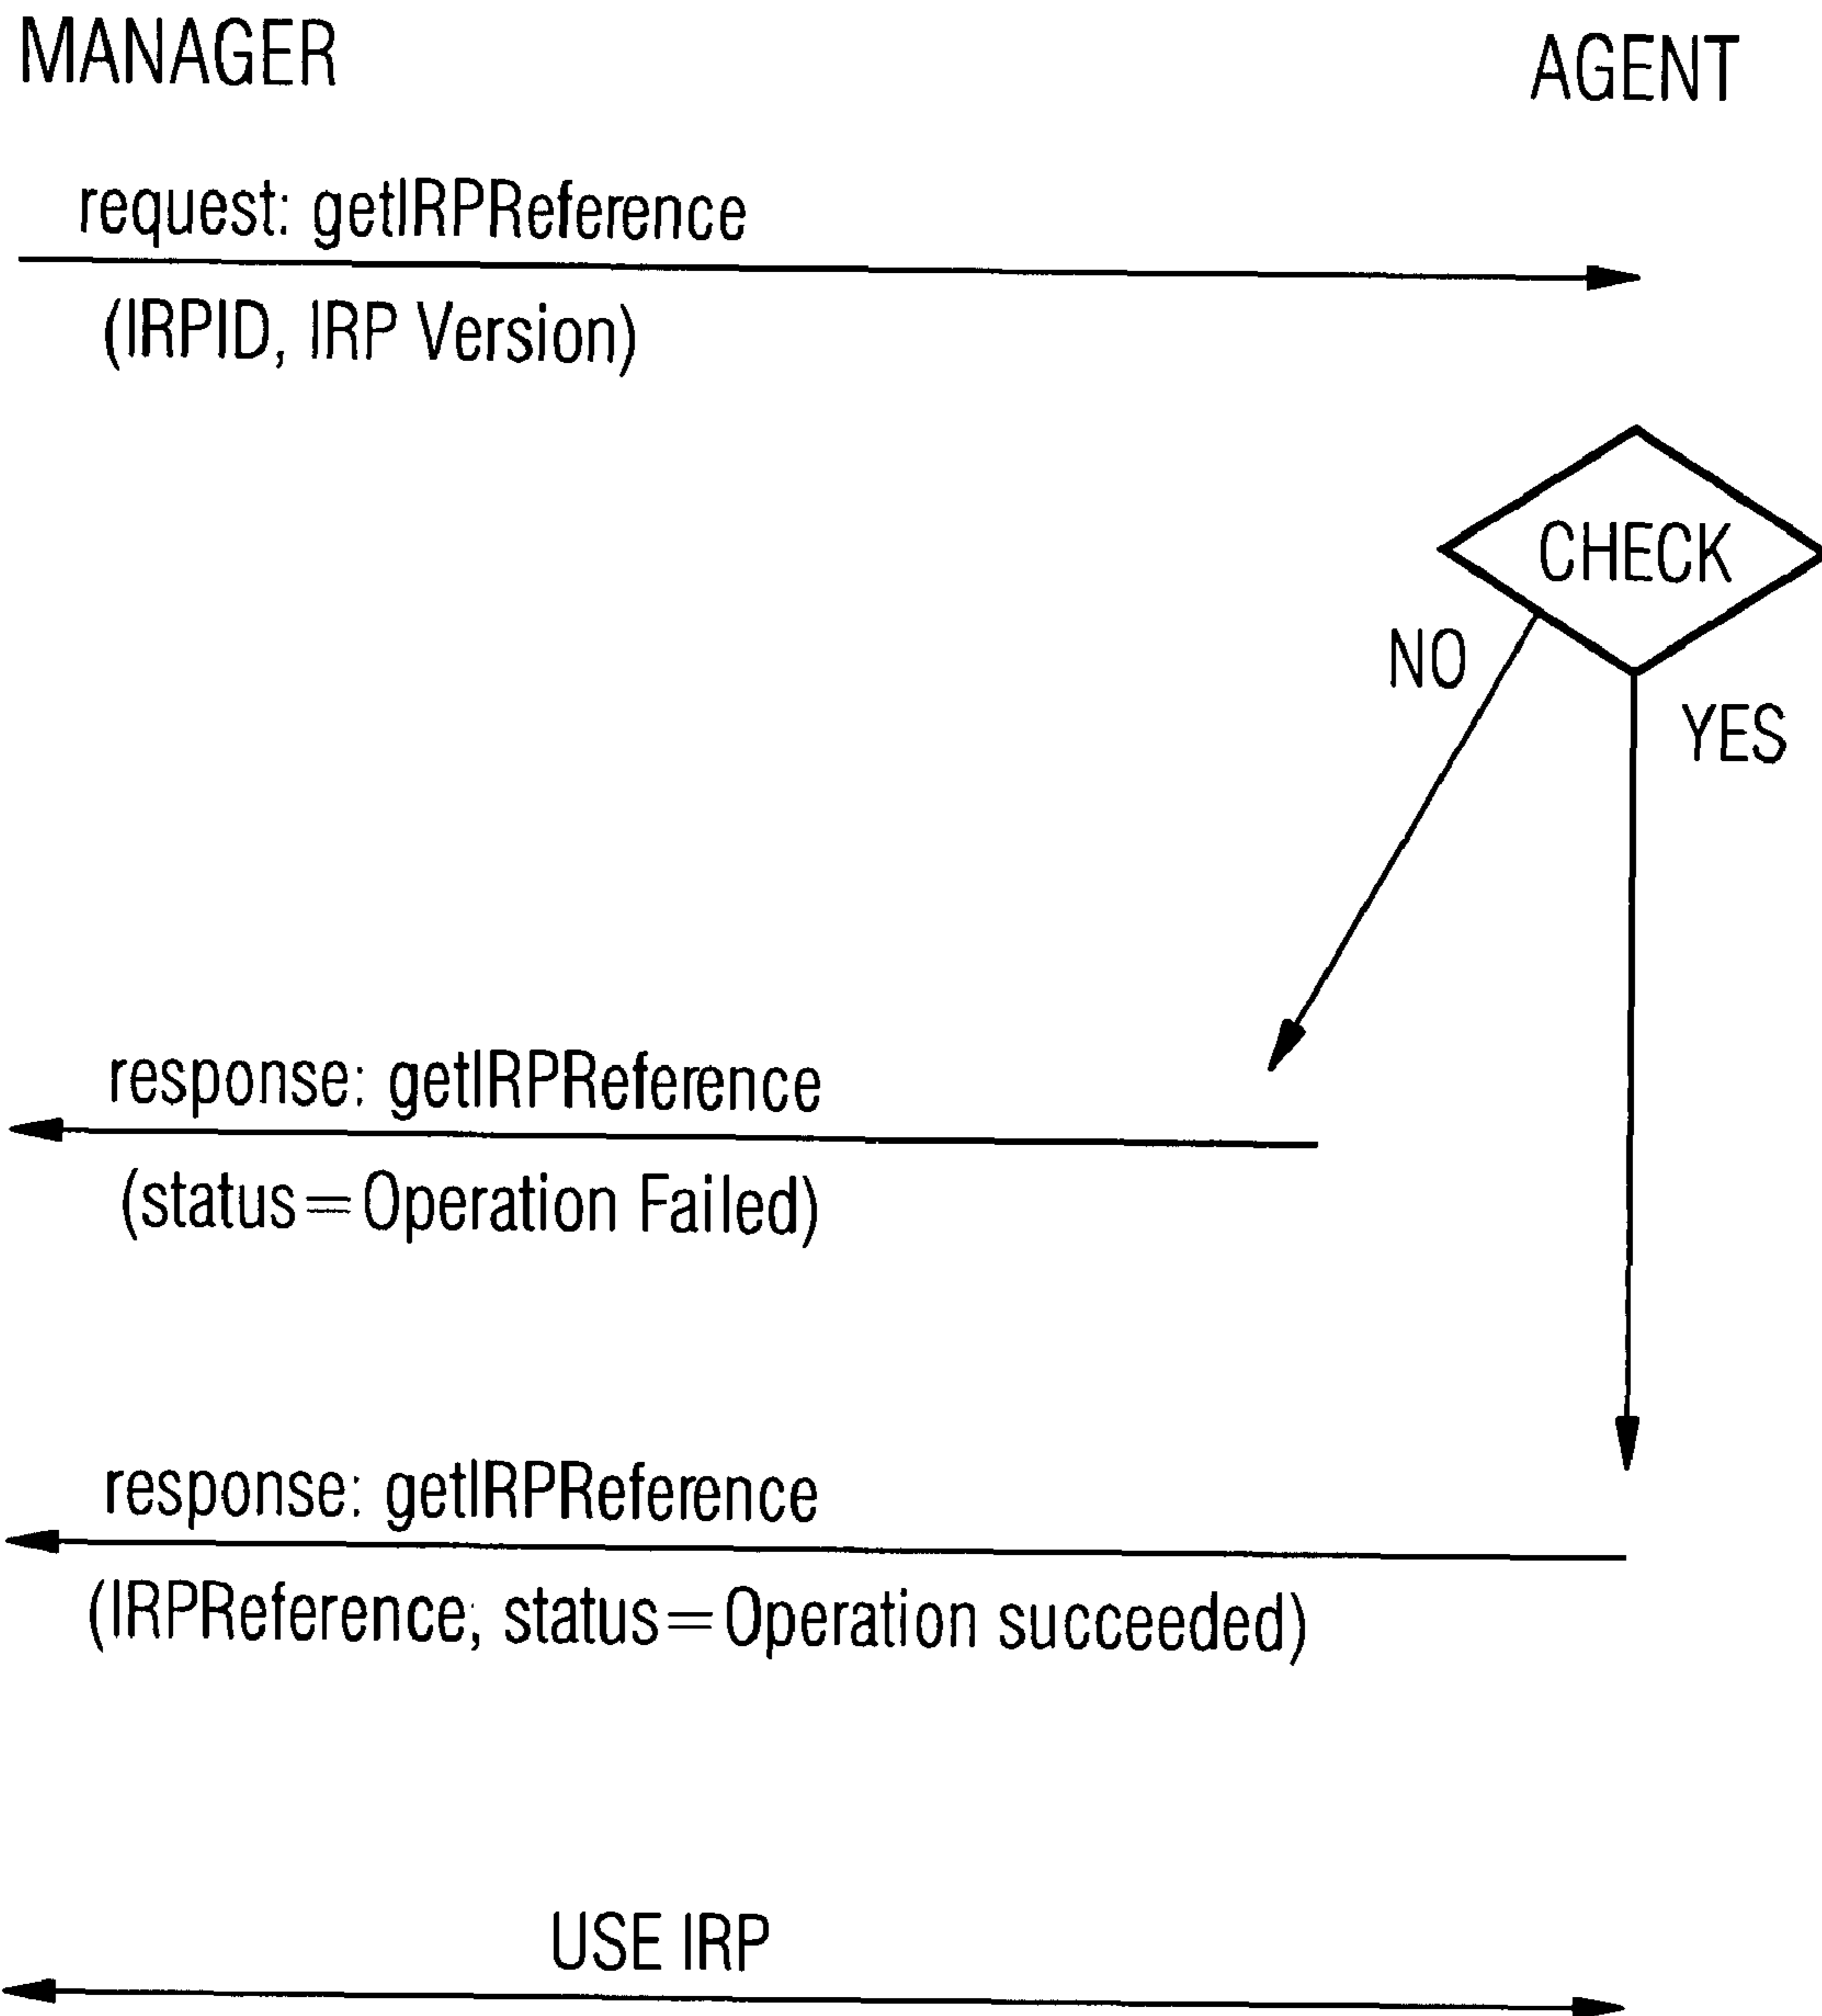 MANAGER
AGENT
request: getIRPReference
(IRPID, IRP Version)
CHECK
NO
YES
response: getIRPReference
(status=Operation Failed)
response: getIRPReference
(IRPReference; status=Operation succeeded)
USE IRP